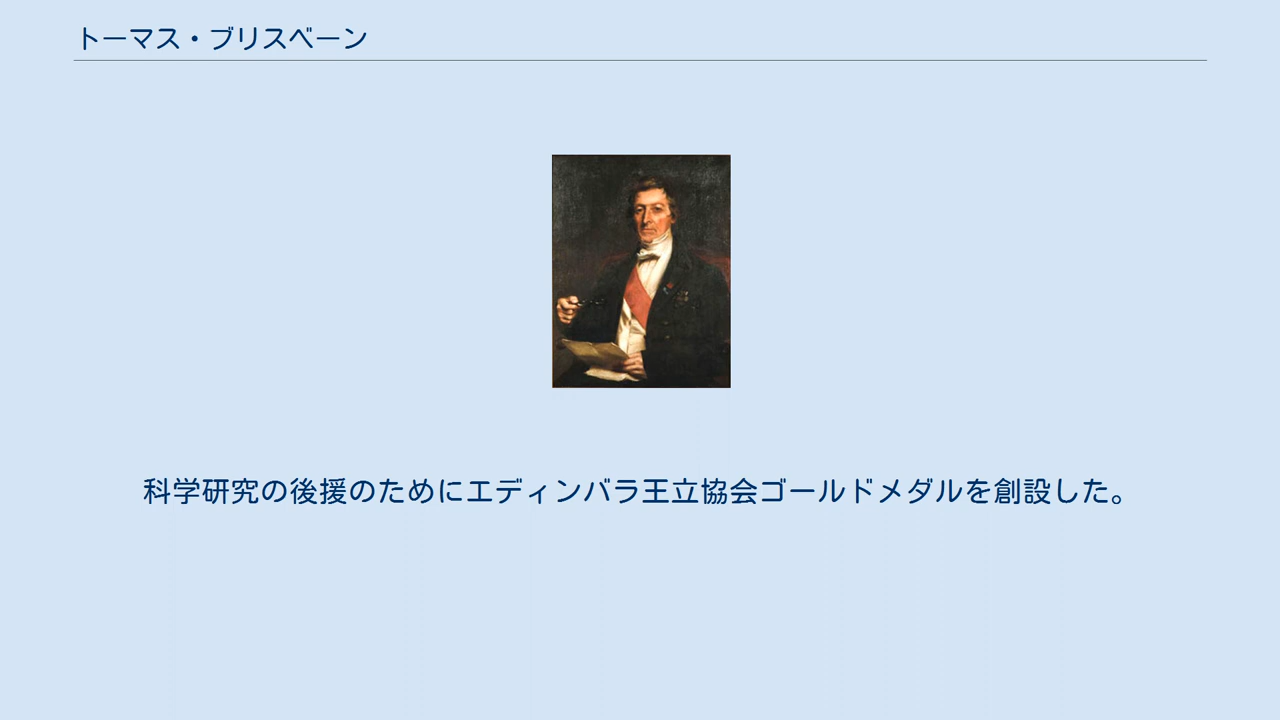 トーマス・ブリスベーン
科学研究の後援のためにエディンバラ王立協会ゴールドメダルを創設した。